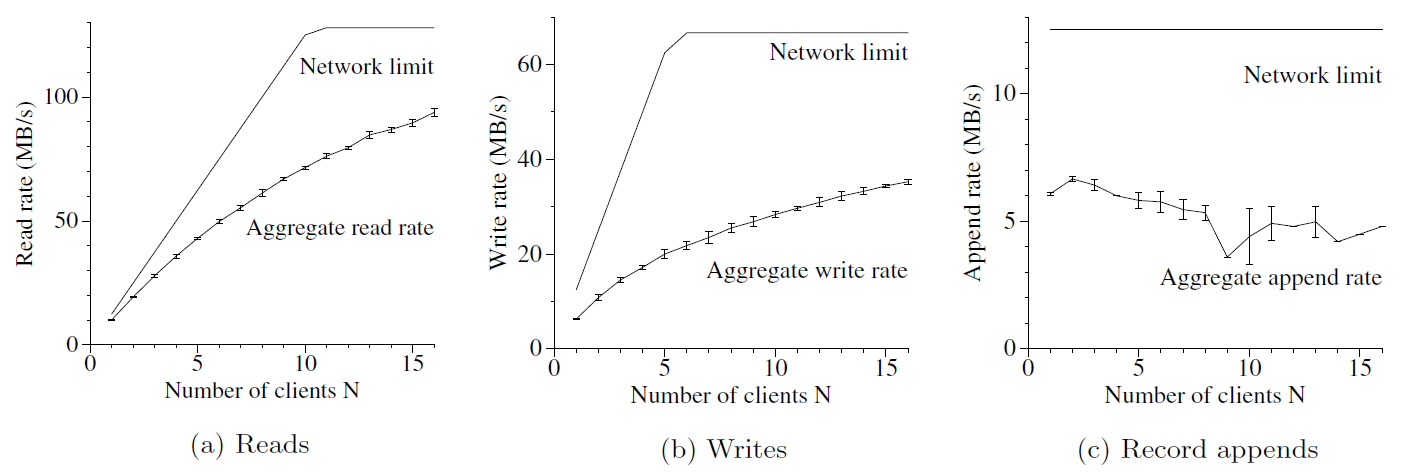 Read rate (MB/s)
100
50
0
Network limit
Aggregate read rate
0 5 10 15
Number of clients N
(a) Reads
Write rate (MB/s)
60
40
20
0
Network limit
Aggregate write rate
0 5 10 15
Number of clients N
(b) Writes
Append rate (MB/s)
10
5
0
Network limit
Aggregate append rate
0 5 10 15
Number of clients N
(c) Record appends